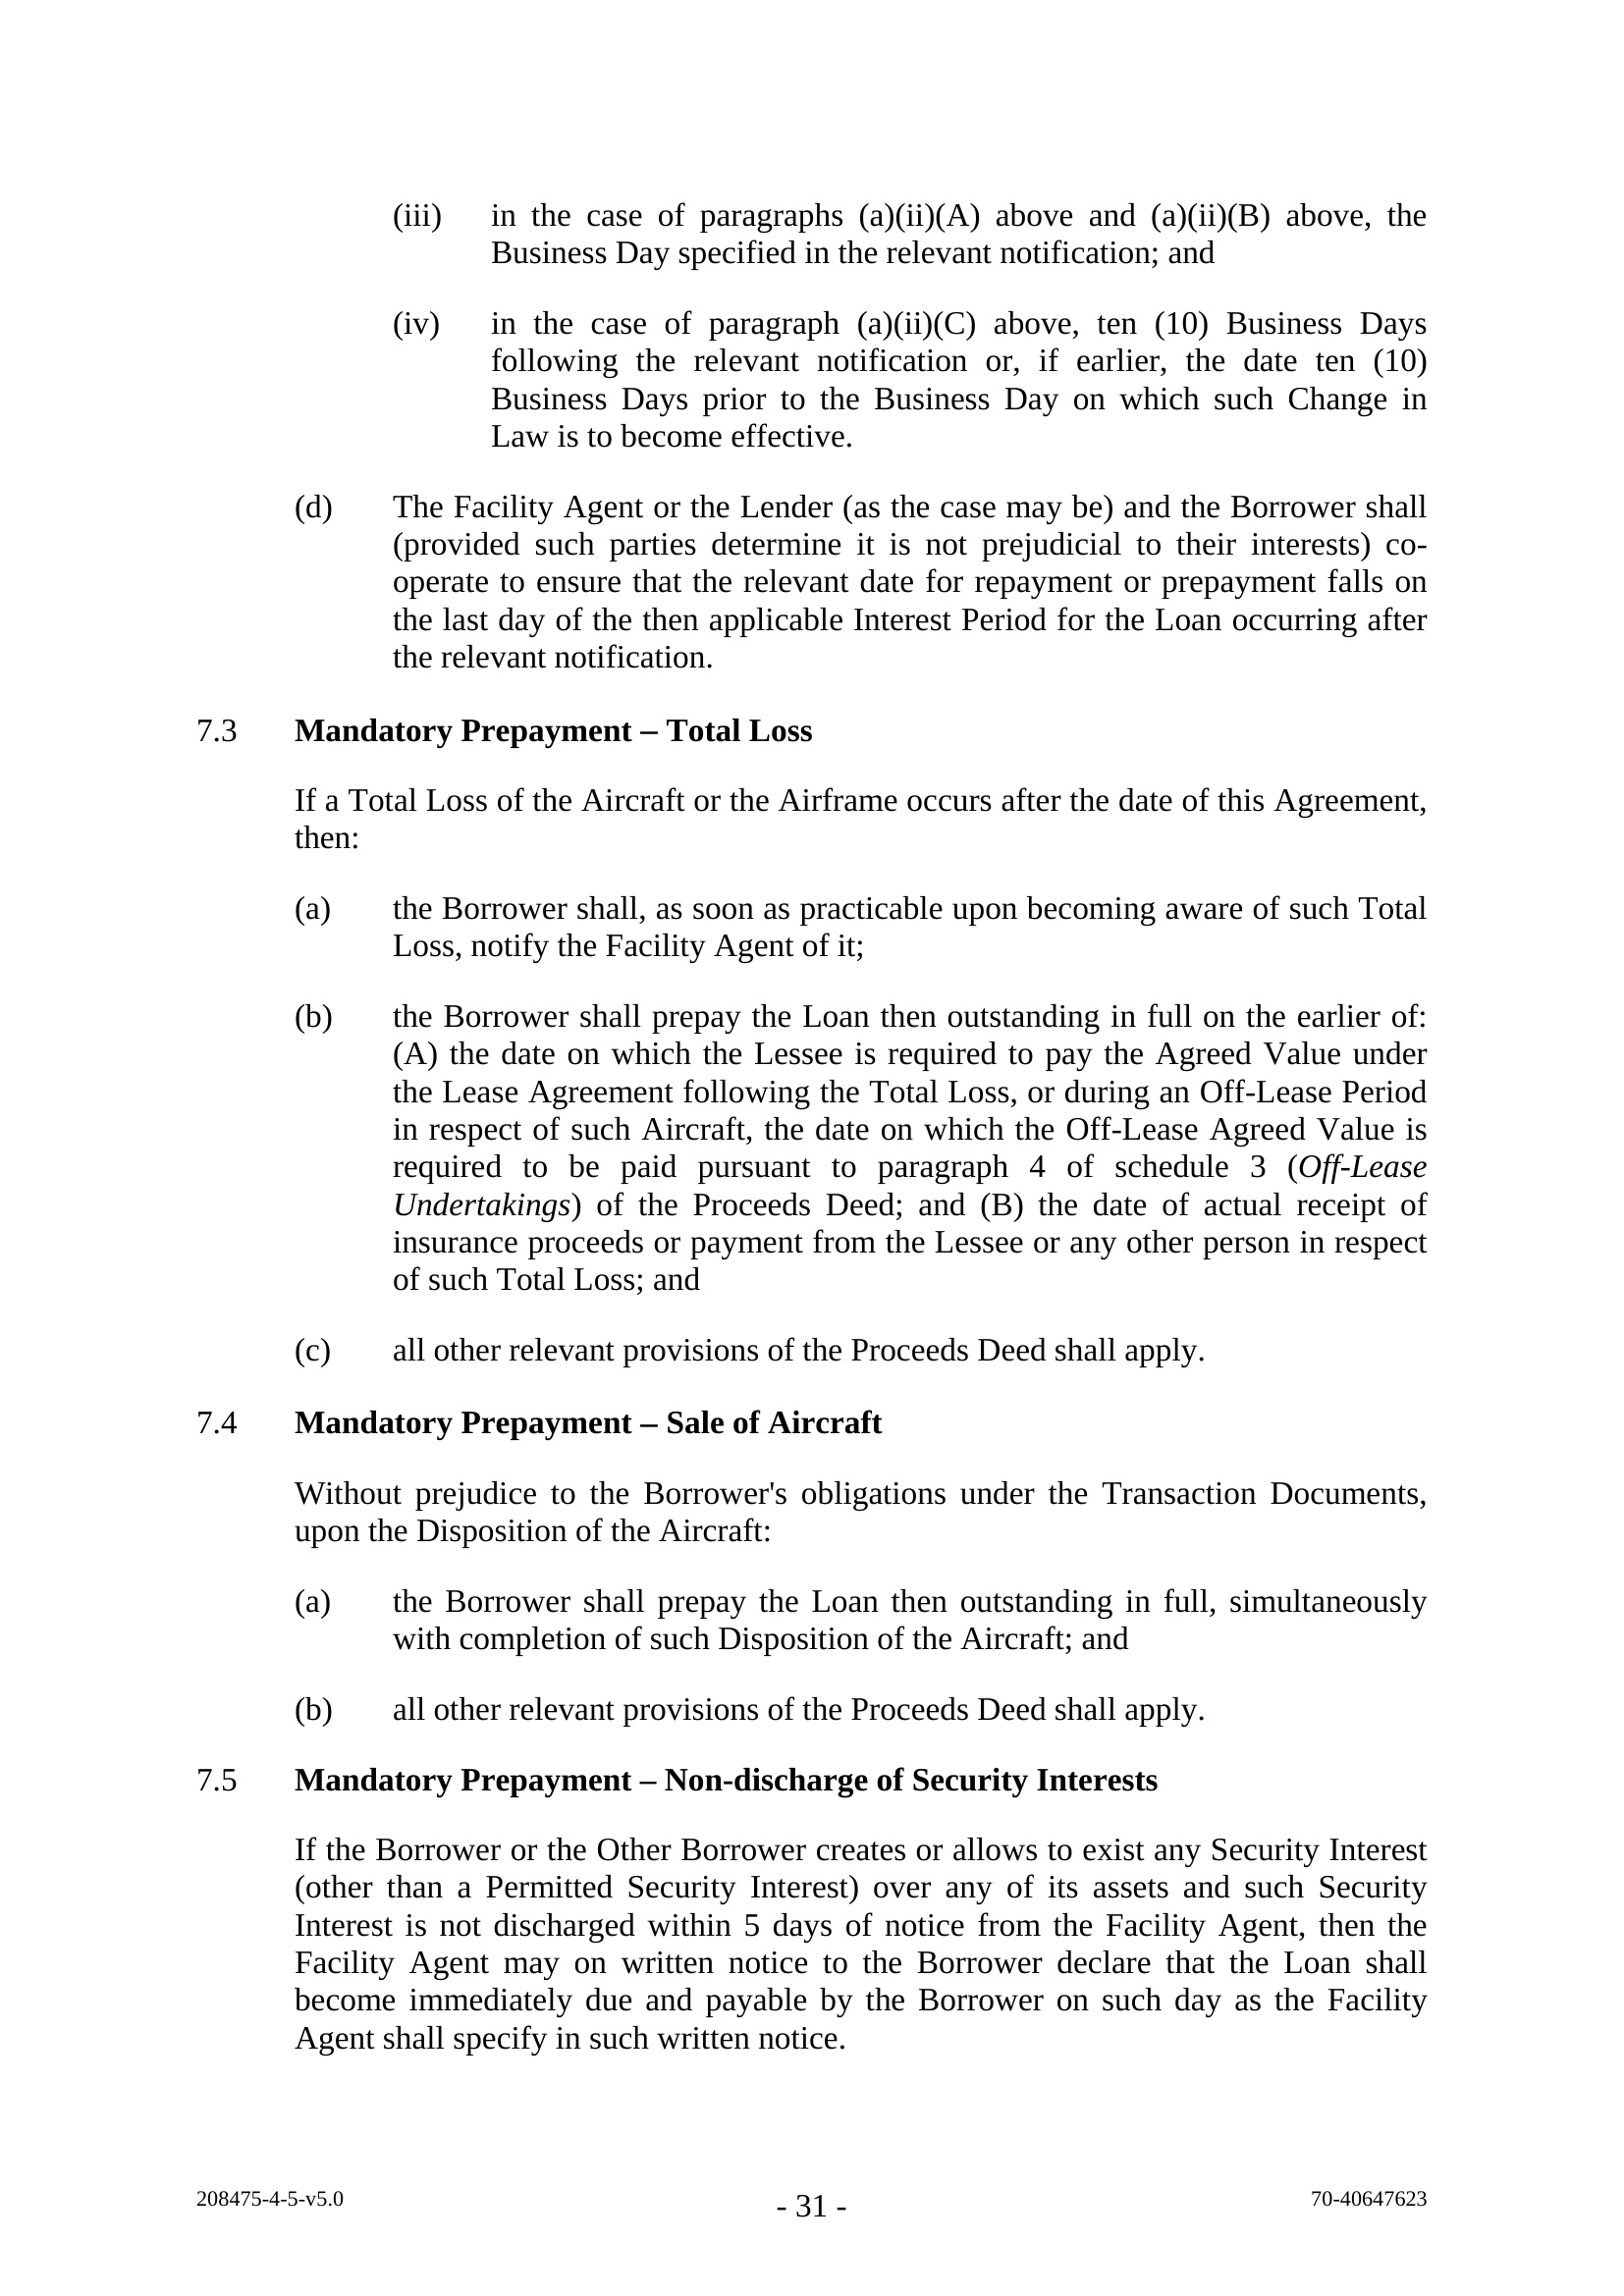 (iii) in the case of paragraphs (a)(ii)(A) above and (a)(ii)(B) above, the
Business Day specified in the relevant notification; and
(iv) in the case of paragraph (a)(ii)(C) above, ten (10) Business Days
following the relevant notification or, if earlier, the date ten (10)
Business Days prior to the Business Day on which such Change in
Law is to become effective.
(d) The Facility Agent or the Lender (as the case may be) and the Borrower shall
(provided such parties determine it is not prejudicial to their interests) co-
operate to ensure that the relevant date for repayment or prepayment falls on
the last day of the then applicable Interest Period for the Loan occurring after
the relevant notification.
7.3 Mandatory Prepayment – Total Loss
If a Total Loss of the Aircraft or the Airframe occurs after the date of this Agreement,
then:
(a) the Borrower shall, as soon as practicable upon becoming aware of such Total
Loss, notify the Facility Agent of it;
(b) the Borrower shall prepay the Loan then outstanding in full on the earlier of:
(A) the date on which the Lessee is required to pay the Agreed Value under
the Lease Agreement following the Total Loss, or during an Off-Lease Period
in respect of such Aircraft, the date on which the Off-Lease Agreed Value is
required to be paid pursuant to paragraph 4 of schedule 3 (Off-Lease
Undertakings) of the Proceeds Deed; and (B) the date of actual receipt of
insurance proceeds or payment from the Lessee or any other person in respect
of such Total Loss; and
(c) all other relevant provisions of the Proceeds Deed shall apply.
7.4 Mandatory Prepayment – Sale of Aircraft
Without prejudice to the Borrower's obligations under the Transaction Documents,
upon the Disposition of the Aircraft:
(a) the Borrower shall prepay the Loan then outstanding in full, simultaneously
with completion of such Disposition of the Aircraft; and
(b) all other relevant provisions of the Proceeds Deed shall apply.
7.5 Mandatory Prepayment – Non-discharge of Security Interests
If the Borrower or the Other Borrower creates or allows to exist any Security Interest
(other than a Permitted Security Interest) over any of its assets and such Security
Interest is not discharged within 5 days of notice from the Facility Agent, then the
Facility Agent may on written notice to the Borrower declare that the Loan shall
become immediately due and payable by the Borrower on such day as the Facility
Agent shall specify in such written notice.
208475-4-5-v5.0 - 31 - 70-40647623